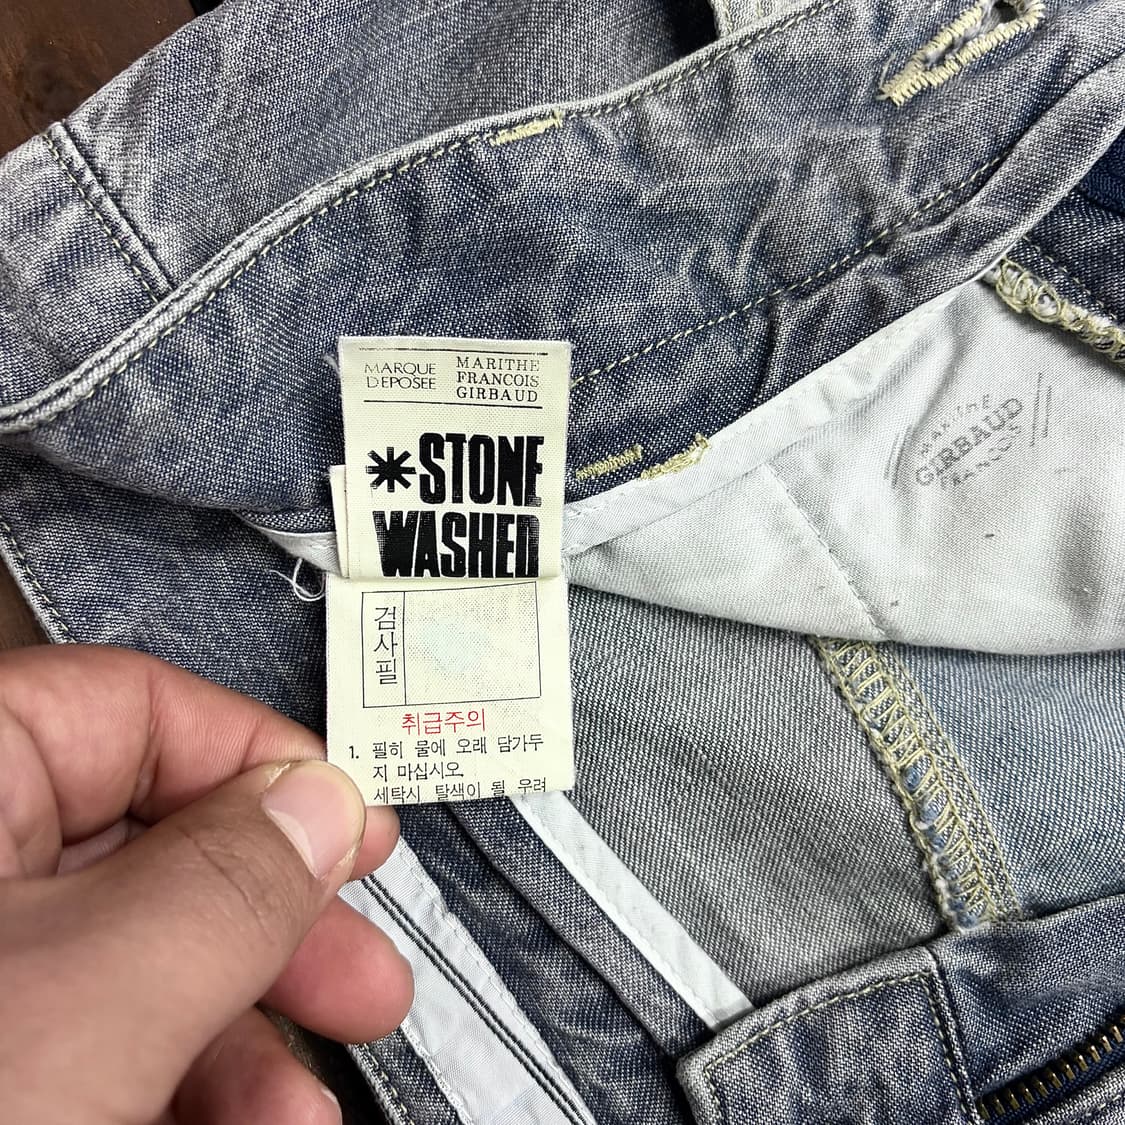 MARQUE
DEPOSEE
MARITHE
FRANCOIS
GIRBAUD
*STONE
WASHED
검사필
취급주의
1. 필히 물에 오래 담가두
지 마십시오.
세탁시 탈색이 될 우려
MARITHE
GIRBAUD
FRANCOIS